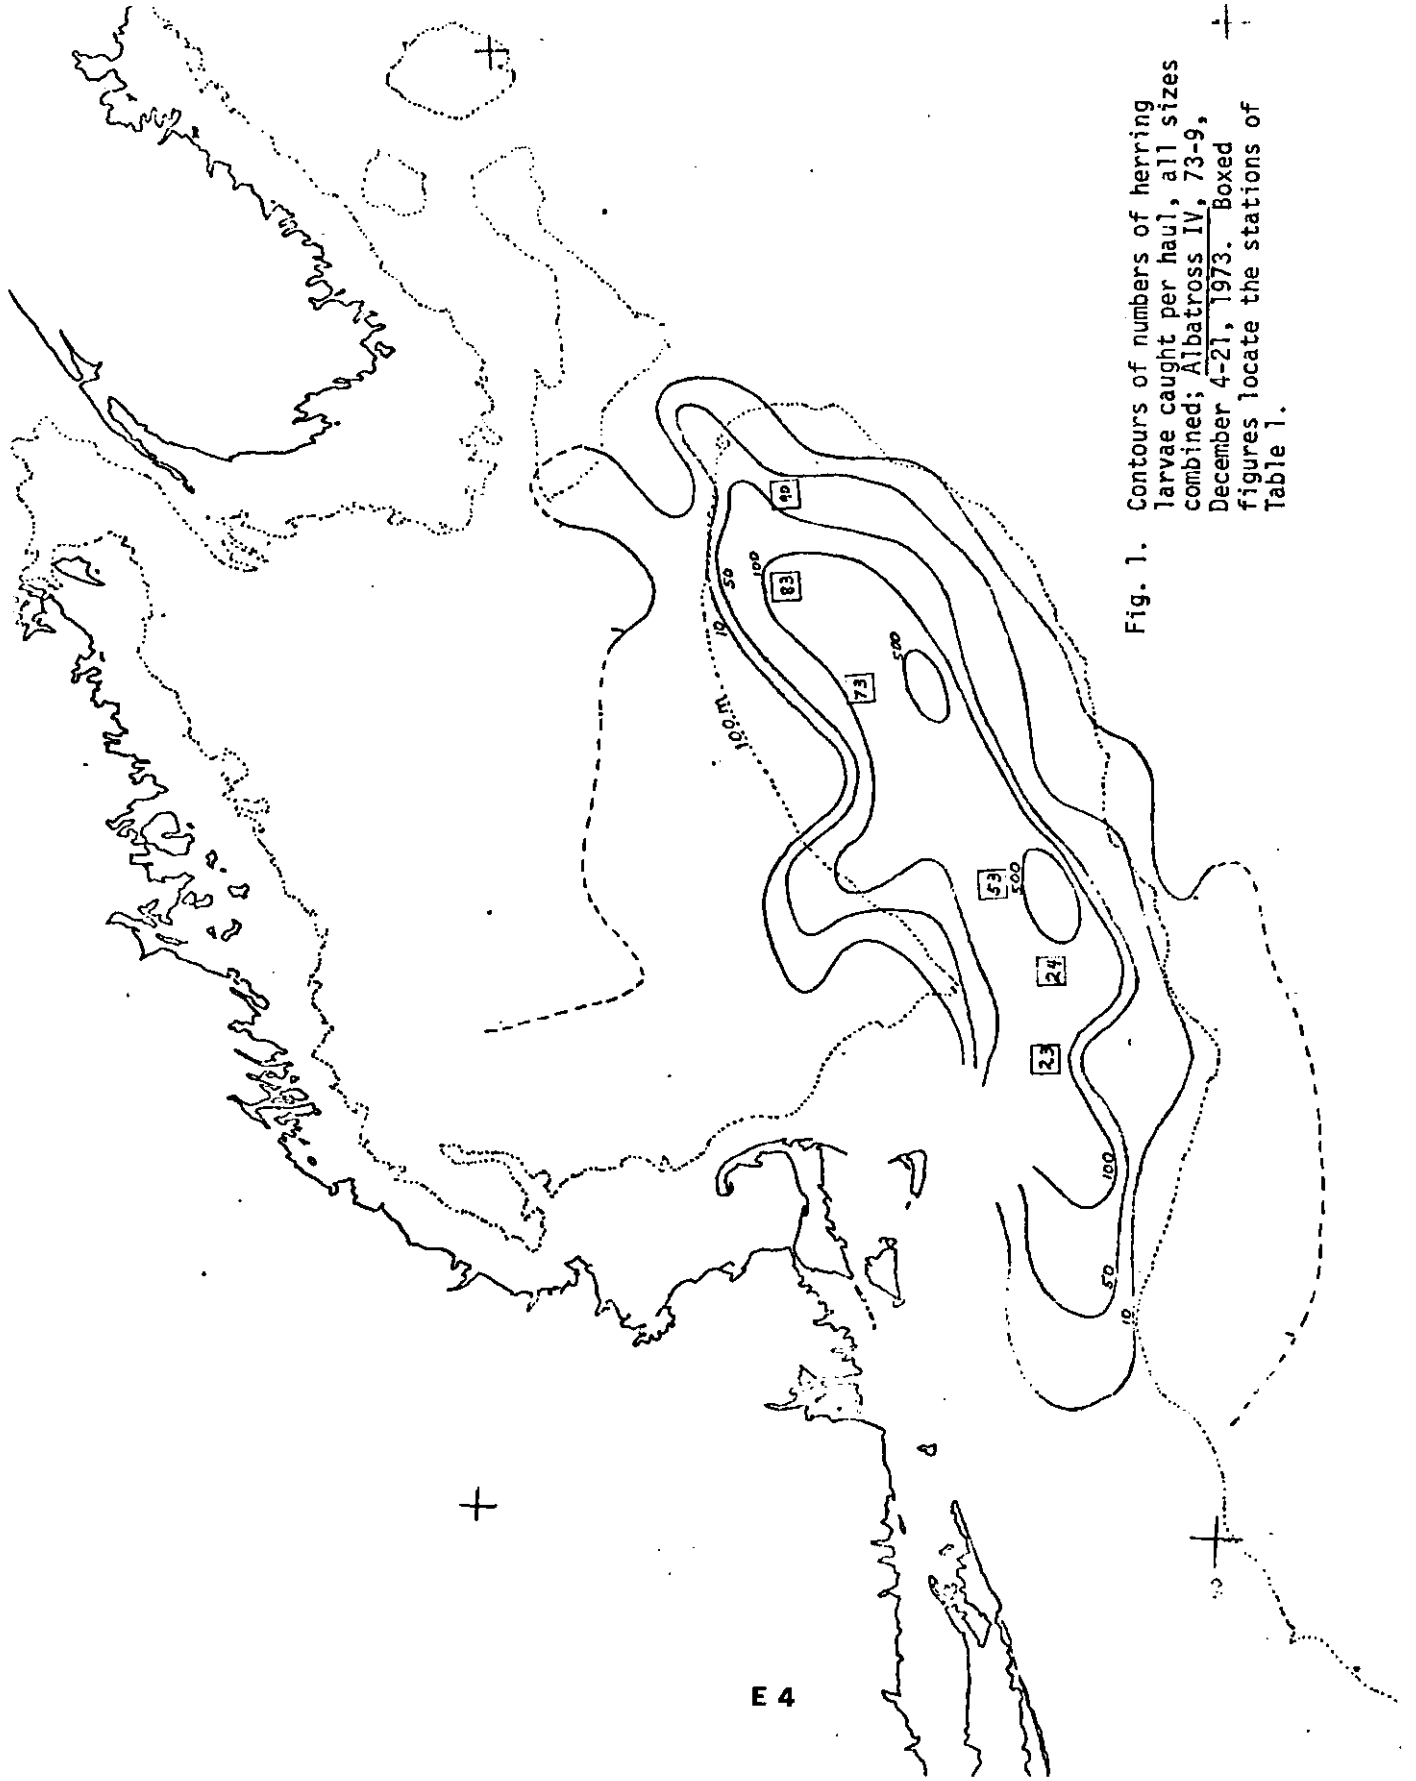 Fig. 1. Contours of numbers of herring
larvae caught per haul, all sizes
combined; Albatross IV, 73-9,
December 4-21, 1973. Boxed
figures locate the stations of
Table 1.
90
100
83
50
10
500
73
100 m
53
500
24
23
100
50
10
E 4